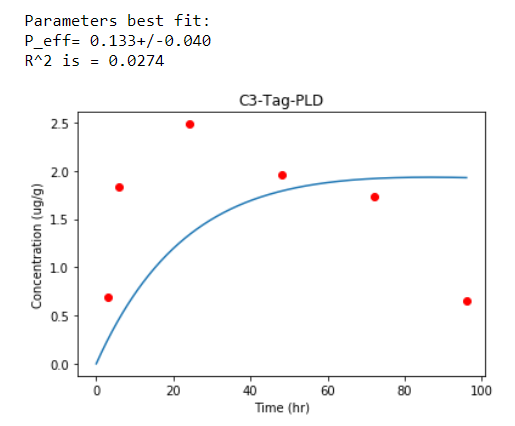 Parameters best fit:
P_eff= 0.133+/-0.040
R^2 is = 0.0274
C3-Tag-PLD
2.5
2.0
1.5
1.0
0.5
0.0
Concentration (ug/g)
0 20 40 60 80 100
Time (hr)